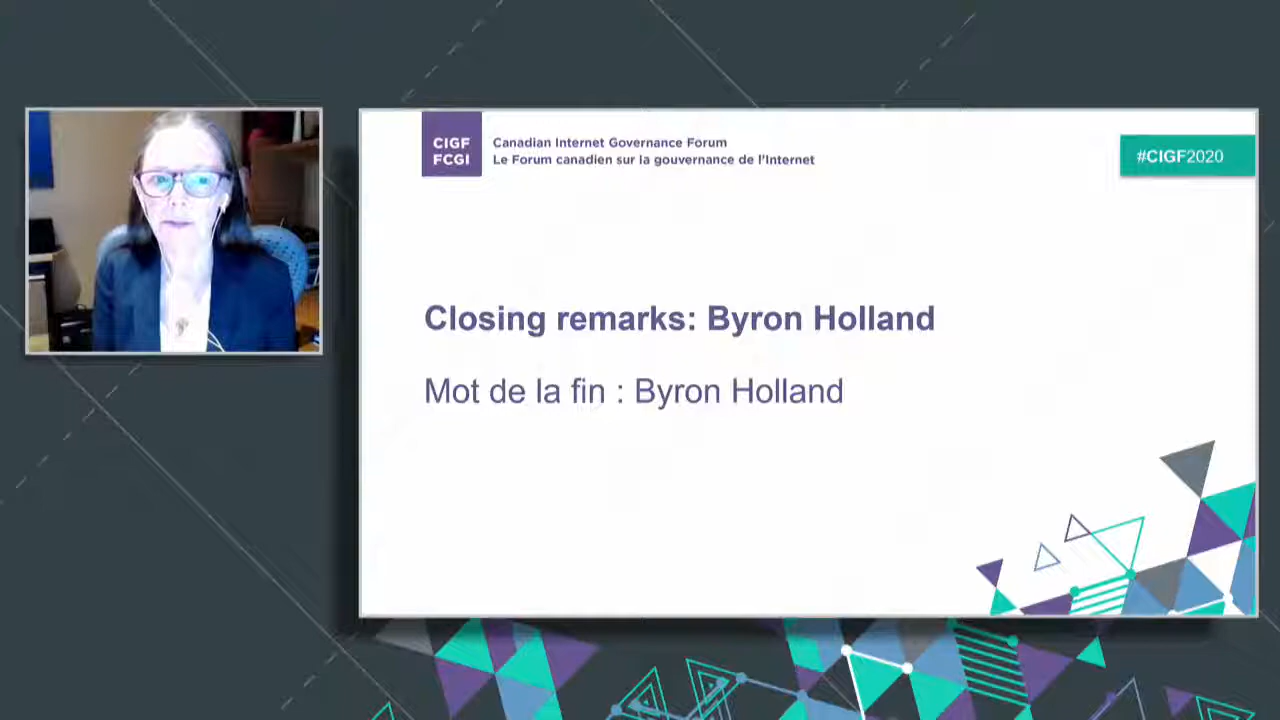 CIGF
FCGI
Canadian Internet Governance Forum
Le Forum canadien sur la gouvernance de l'Internet
#CIGF2020
Closing remarks: Byron Holland
Mot de la fin : Byron Holland